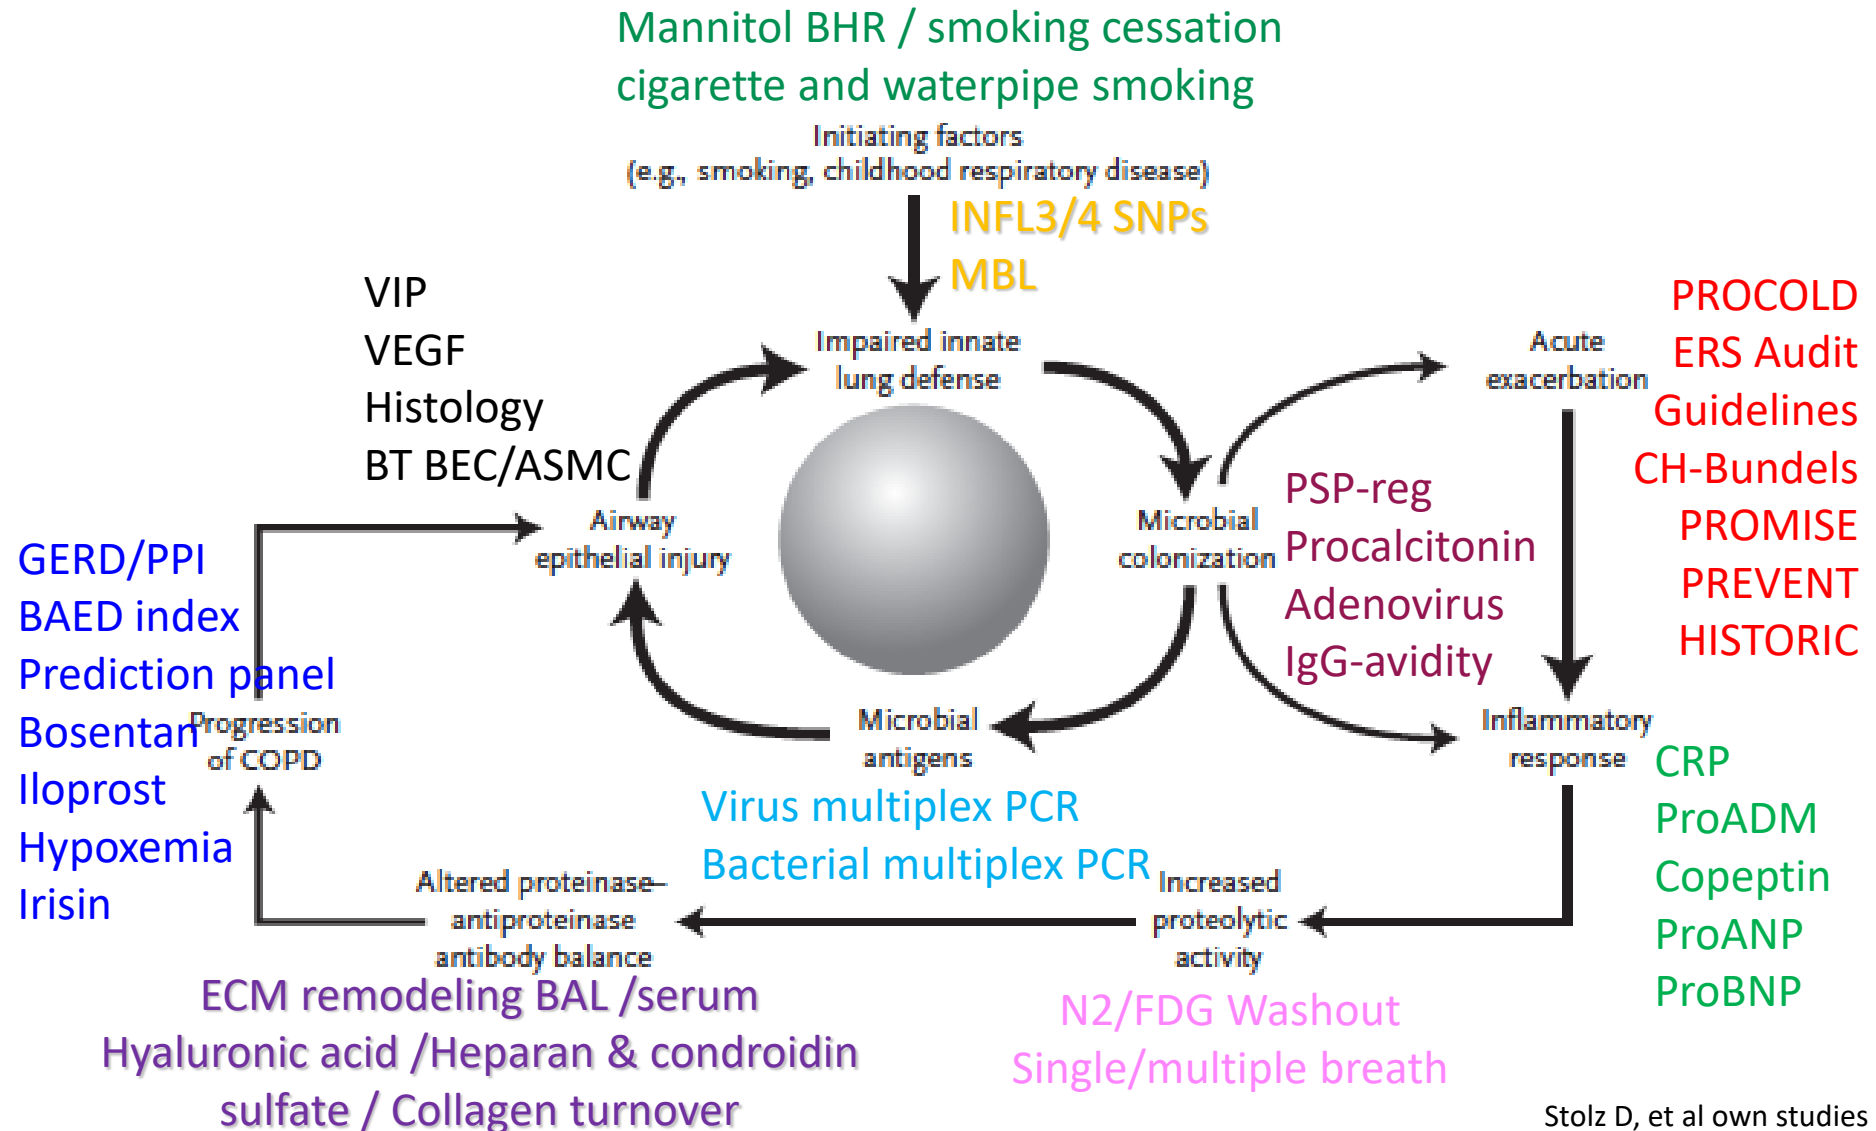 Mannitol BHR / smoking cessation
cigarette and waterpipe smoking
Initiating factors
(e.g., smoking, childhood respiratory disease)
INFL3/4 SNPs
MBL
VIP
VEGF
Histology
BT BEC/ASMC
Impaired innate
lung defense
Acute
exacerbation
PROCOLD
ERS Audit
Guidelines
CH-Bundels
PROMISE
PREVENT
HISTORIC
Airway
epithelial injury
Microbial
colonization
PSP-reg
Procalcitonin
Adenovirus
IgG-avidity
GERD/PPI
BAED index
Prediction panel
Bosentan
Iloprost
Hypoxemia
Irisin
Progression
of COPD
Microbial
antigens
Inflammatory
response
CRP
ProADM
Copeptin
ProANP
ProBNP
Virus multiplex PCR
Bacterial multiplex PCR
Altered proteinase–
antiproteinase
antibody balance
Increased
proteolytic
activity
ECM remodeling BAL /serum
Hyaluronic acid /Heparan & condroidin
sulfate / Collagen turnover
N2/FDG Washout
Single/multiple breath
Stolz D, et al own studies